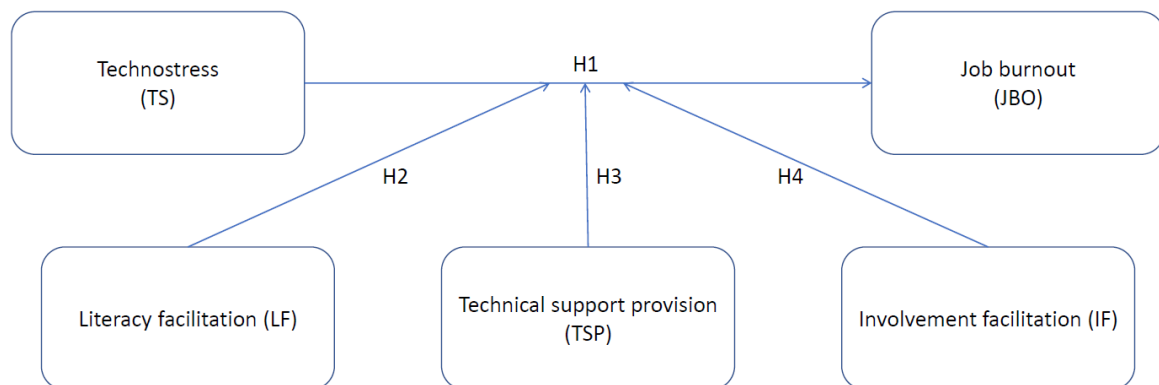 Technostress
(TS)
H1
Job burnout
(JBO)
H2
H3
H4
Literacy facilitation (LF)
Technical support provision
(TSP)
Involvement facilitation (IF)